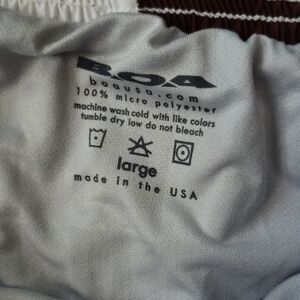 BOA
boausa.com
100% micro polyester
machine wash cold with like colors
tumble dry low do not bleach
large
made in the USA